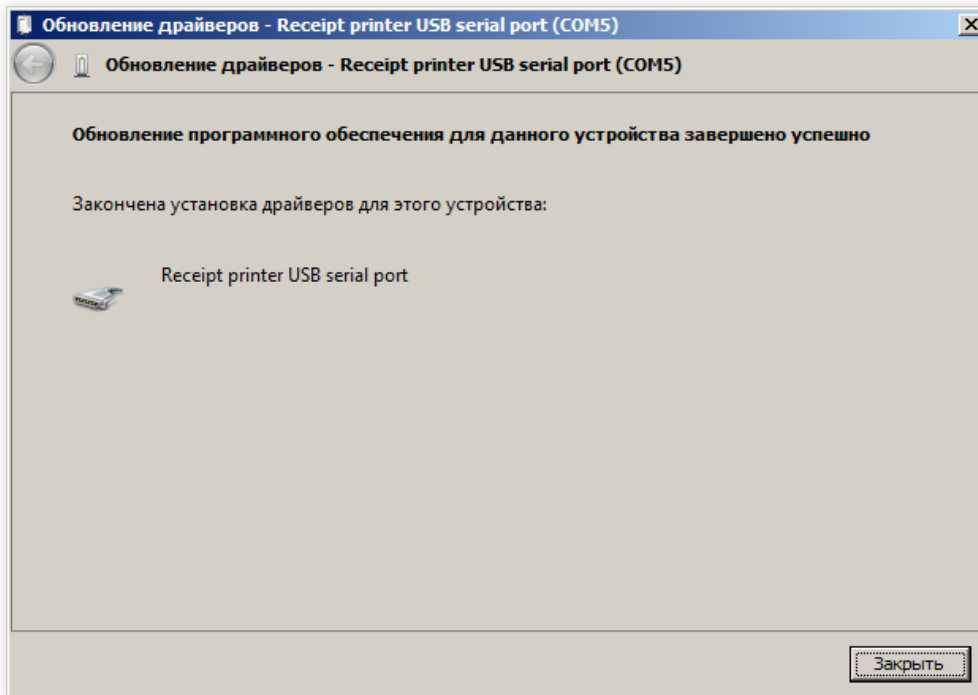 Обновление драйверов - Receipt printer USB serial port (COM5)
Обновление драйверов - Receipt printer USB serial port (COM5)
Обновление программного обеспечения для данного устройства завершено успешно
Закончена установка драйверов для этого устройства:
Receipt printer USB serial port
Закрыть